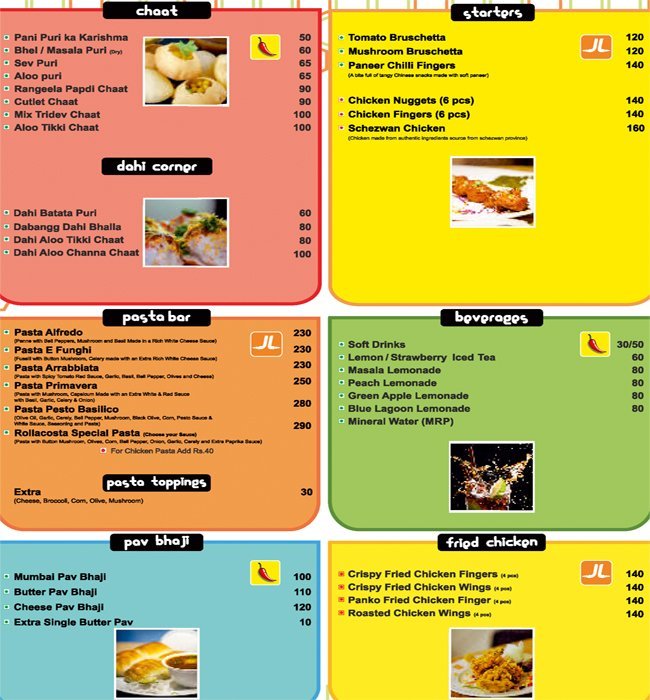 chaat
Pani Puri ka Karishma 50
Bhel / Masala Puri (Dry) 60
Sev Puri 65
Aloo puri 65
Rangeela Papdi Chaat 90
Cutlet Chaat 90
Mix Tridev Chaat 100
Aloo Tikki Chaat 100
dahi corner
Dahi Batata Puri 60
Dabangg Dahi Bhalla 80
Dahi Aloo Tikki Chaat 80
Dahi Aloo Channa Chaat 100
starters
JL
Tomato Bruschetta 120
Mushroom Bruschetta 120
Paneer Chilli Fingers 140
(A bite full of tangy Chinese snacks made with soft paneer)
Chicken Nuggets (6 pcs) 140
Chicken Fingers (6 pcs) 140
Schezwan Chicken 160
(Chicken made from authentic ingredients source from schezwan province)
pasta bar
JL
Pasta Alfredo 230
(Penne with Bell Peppers, Mushroom and Basil Made in a Rich White Cheese Sauce)
Pasta E Funghi 230
(Fusilli with Button Mushroom, Celery made with an Extra Rich White Cheese Sauce)
Pasta Arrabbiata 230
(Pasta with Spicy Tomato Red Sauce, Garlic, Basil, Bell Pepper, Olives and Cheese)
Pasta Primavera 250
(Pasta with Mushroom, Capsicum Made with an Extra White & Red Sauce
with Basil, Garlic, Celery & Onion)
Pasta Pesto Basilico 280
(Olive Oil, Garlic, Celery, Bell Pepper, Mushroom, Black Olive, Corn, Pesto Sauce &
White Sauce, Seasoning and Pasta)
Rollacosta Special Pasta (Choose your Sauce) 290
(Pasta with Button Mushroom, Olives, Corn, Bell Pepper, Onion, Garlic, Celery and Extra Paprika Sauce)
For Chicken Pasta Add Rs.40
pasta toppings
Extra 30
(Cheese, Broccoli, Corn, Olive, Mushroom)
beverages
Soft Drinks 30/50
Lemon / Strawberry Iced Tea 60
Masala Lemonade 80
Peach Lemonade 80
Green Apple Lemonade 80
Blue Lagoon Lemonade 80
Mineral Water (MRP)
pav bhaji
Mumbai Pav Bhaji 100
Butter Pav Bhaji 110
Cheese Pav Bhaji 120
Extra Single Butter Pav 10
fried chicken
JL
Crispy Fried Chicken Fingers (4 pcs) 140
Crispy Fried Chicken Wings (4 pcs) 140
Panko Fried Chicken Finger (4 pcs) 140
Roasted Chicken Wings (4 pcs) 140